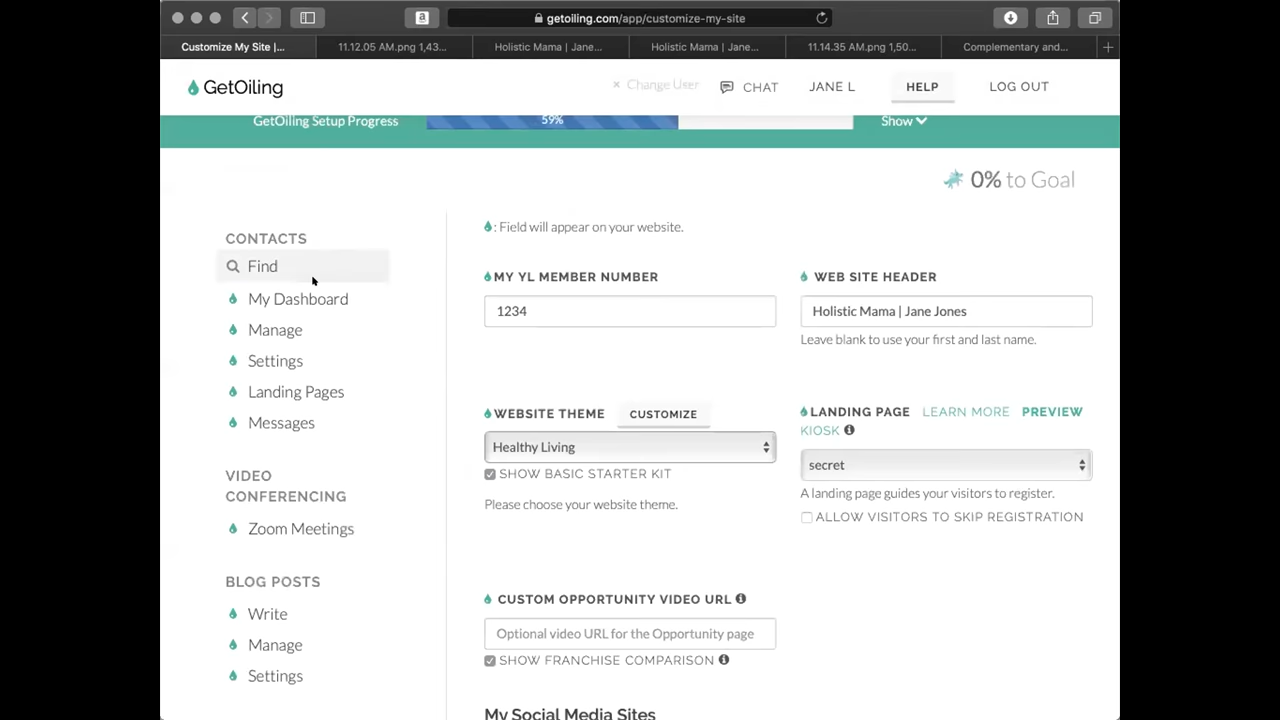 getoiling.com/app/customize-my-site
Customize My Site |...
11.12.05 AM.png 1,43...
Holistic Mama | Jane...
Holistic Mama | Jane...
11.14.35 AM.png 1,50...
Complementary and...
GetOiling
× Change User
CHAT
JANE L
HELP
LOG OUT
GetOiling Setup Progress
59%
Show
0% to Goal
CONTACTS
Find
My Dashboard
Manage
Settings
Landing Pages
Messages
VIDEO
CONFERENCING
Zoom Meetings
BLOG POSTS
Write
Manage
Settings
: Field will appear on your website.
MY YL MEMBER NUMBER
1234
WEB SITE HEADER
Holistic Mama | Jane Jones
Leave blank to use your first and last name.
WEBSITE THEME CUSTOMIZE
Healthy Living
SHOW BASIC STARTER KIT
Please choose your website theme.
LANDING PAGE LEARN MORE PREVIEW
KIOSK
secret
A landing page guides your visitors to register.
ALLOW VISITORS TO SKIP REGISTRATION
CUSTOM OPPORTUNITY VIDEO URL
Optional video URL for the Opportunity page
SHOW FRANCHISE COMPARISON
My Social Media Sites